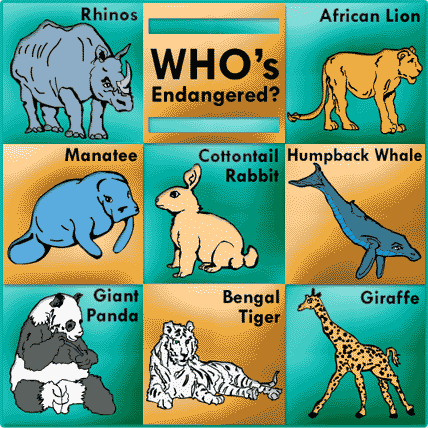 Rhinos
WHO's
Endangered?
African Lion
Manatee
Cottontail
Rabbit
Humpback Whale
Giant
Panda
Bengal
Tiger
Giraffe